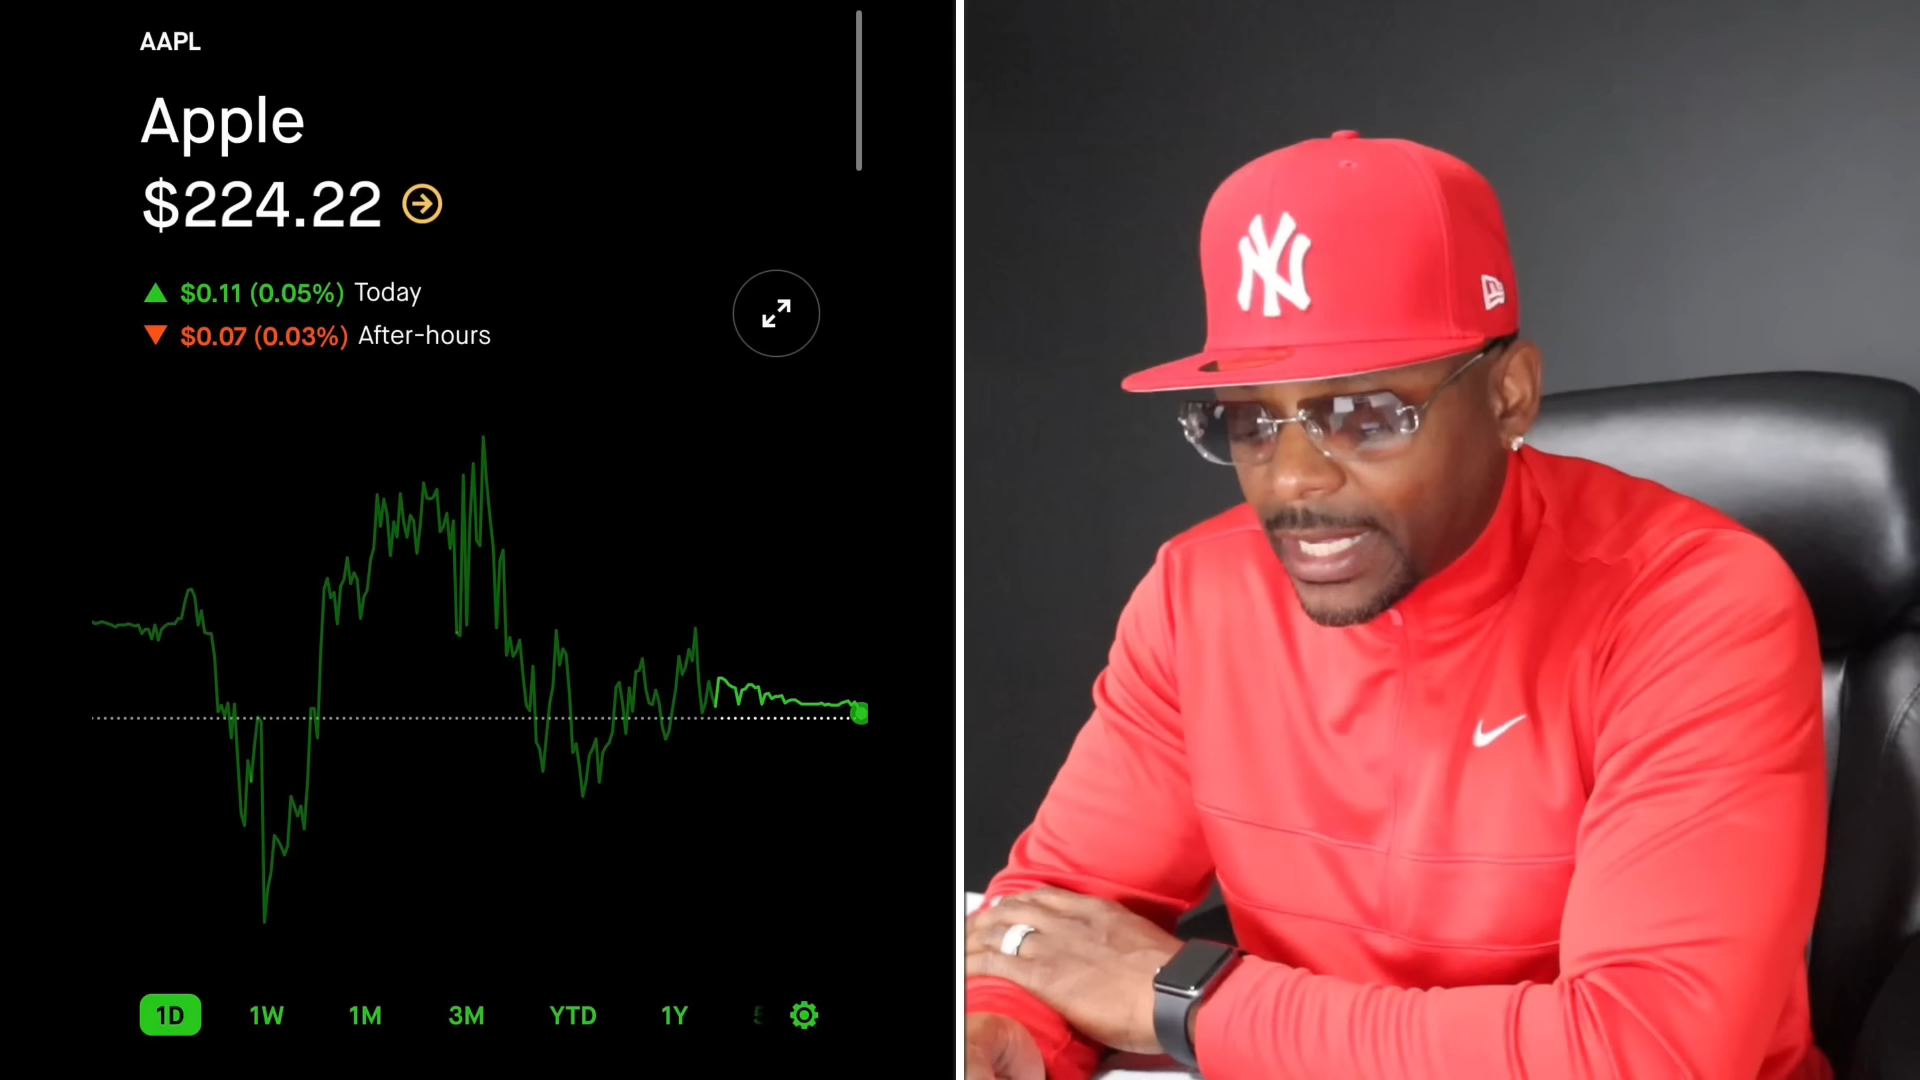 AAPL
Apple
$224.22
$0.11 (0.05%) Today
$0.07 (0.03%) After-hours
1D 1W 1M 3M YTD 1Y
NY